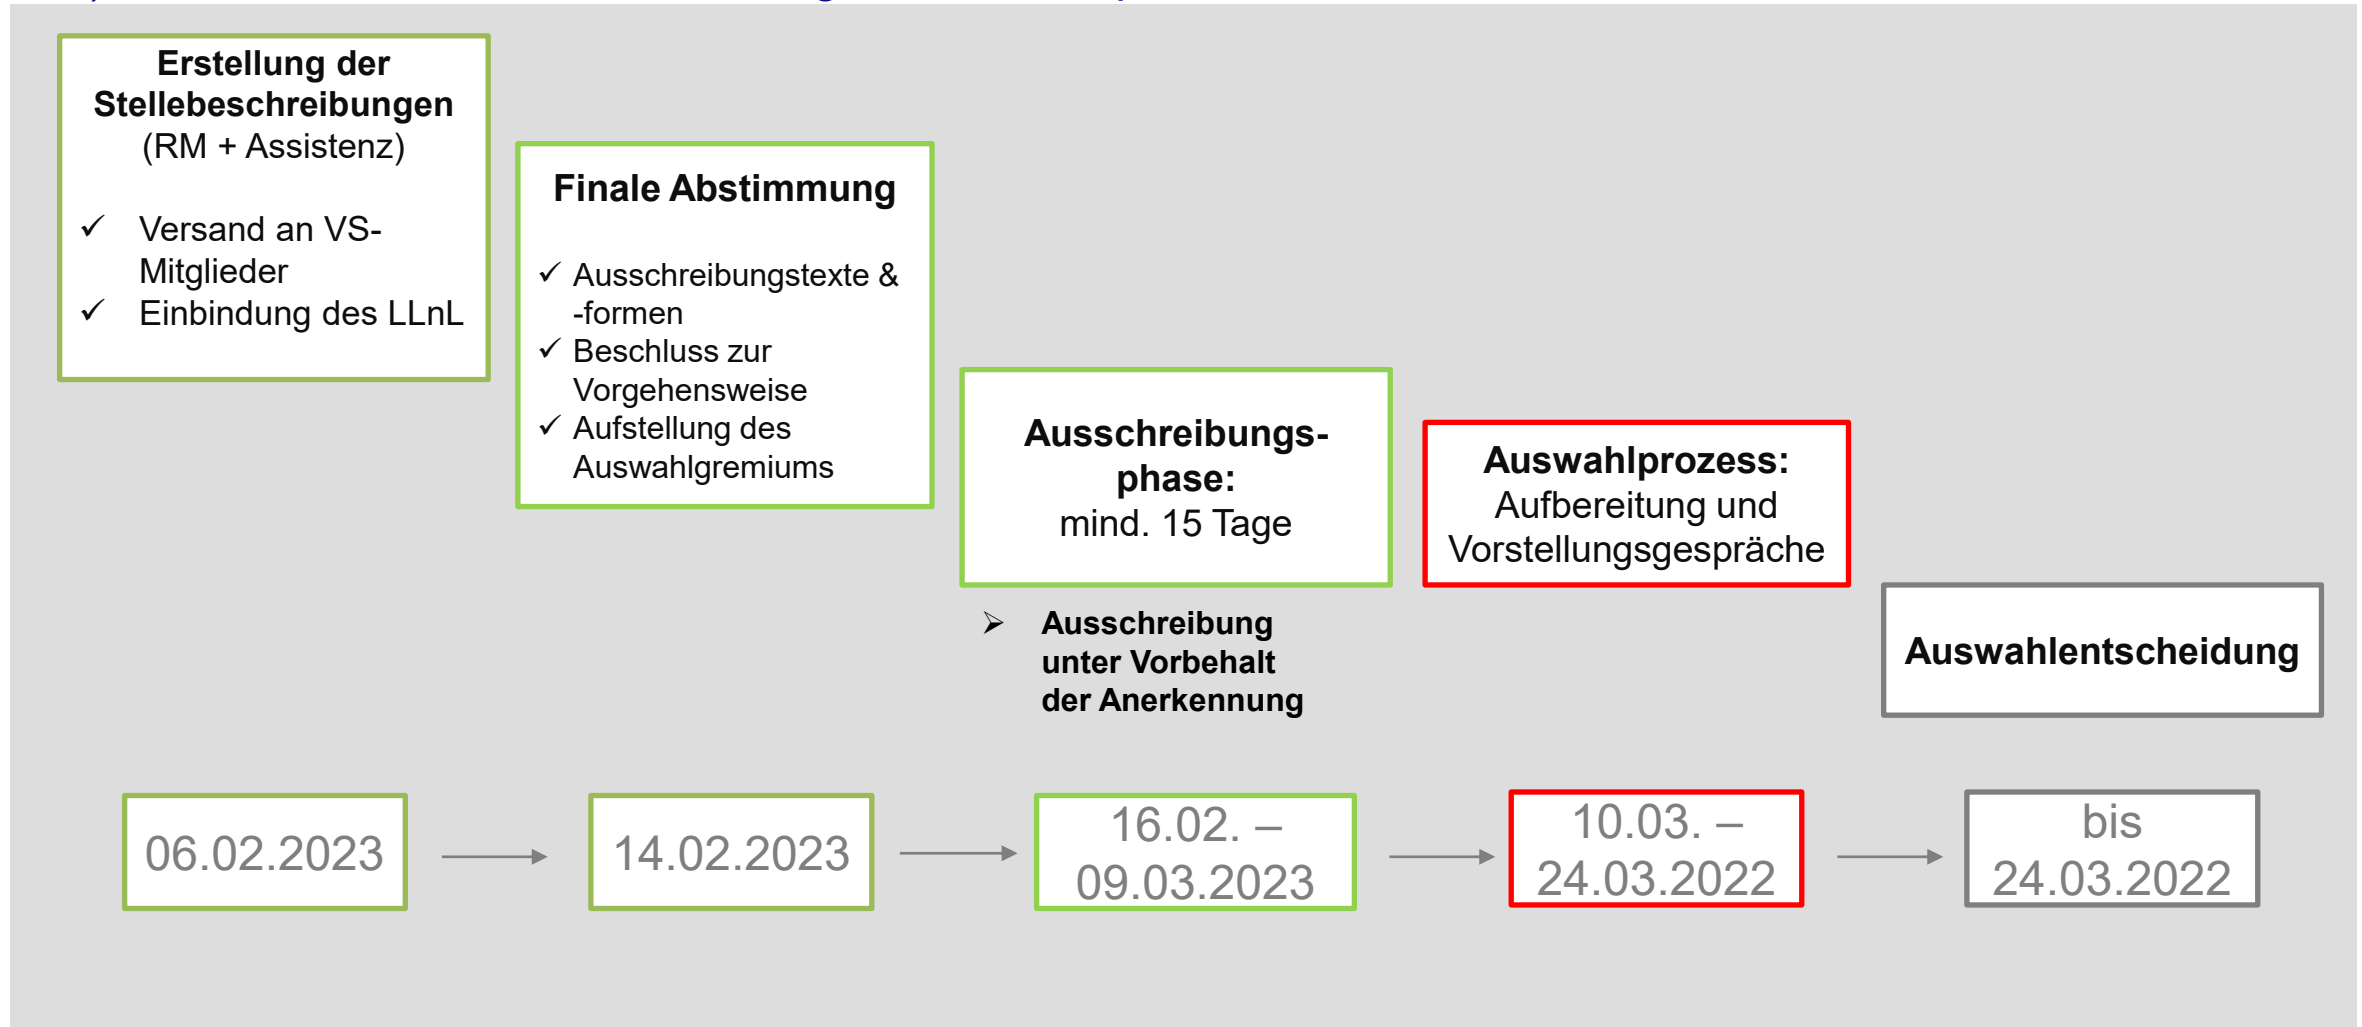 Erstellung der
Stellebeschreibungen
(RM + Assistenz)
✓ Versand an VS-
Mitglieder
✓ Einbindung des LLnL
Finale Abstimmung
✓ Ausschreibungstexte &
-formen
✓ Beschluss zur
Vorgehensweise
✓ Aufstellung des
Auswahlgremiums
Ausschreibungs-
phase:
mind. 15 Tage
➢ Ausschreibung
unter Vorbehalt
der Anerkennung
Auswahlprozess:
Aufbereitung und
Vorstellungsgespräche
Auswahlentscheidung
06.02.2023
14.02.2023
16.02. –
09.03.2023
10.03. –
24.03.2022
bis
24.03.2022